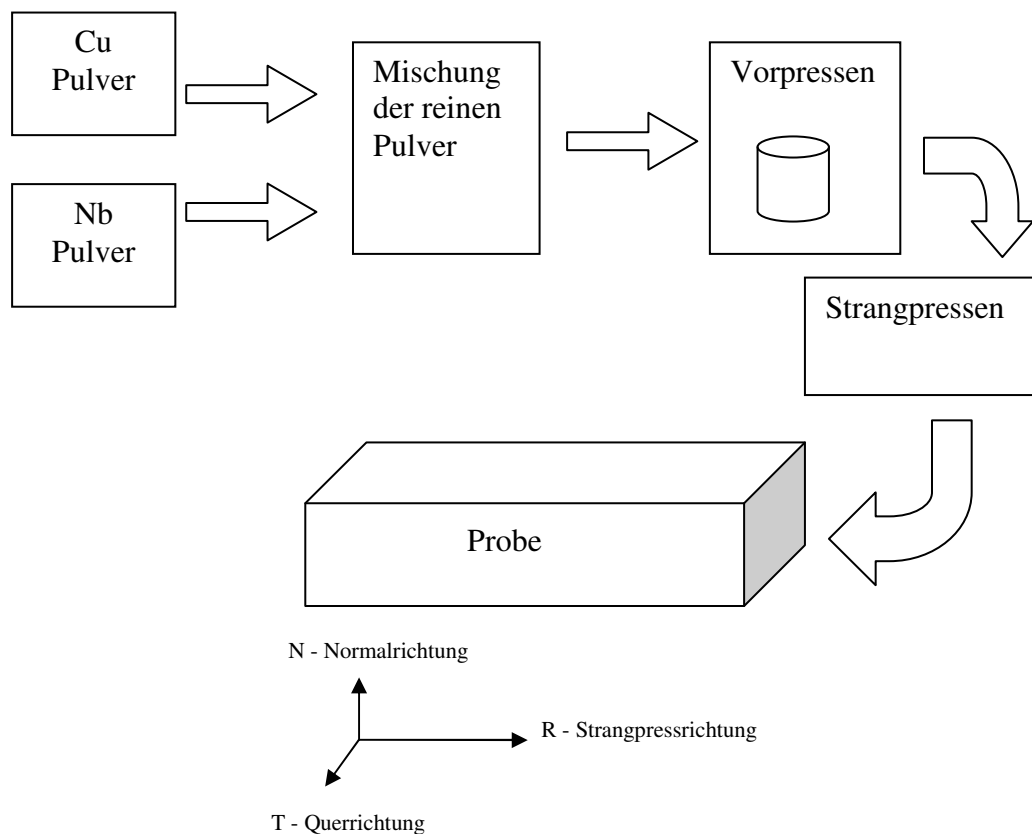 Cu
Pulver
Nb
Pulver
Mischung
der reinen
Pulver
Vorpressen
Strangpressen
Probe
N - Normalrichtung
R - Strangpressrichtung
T - Querrichtung